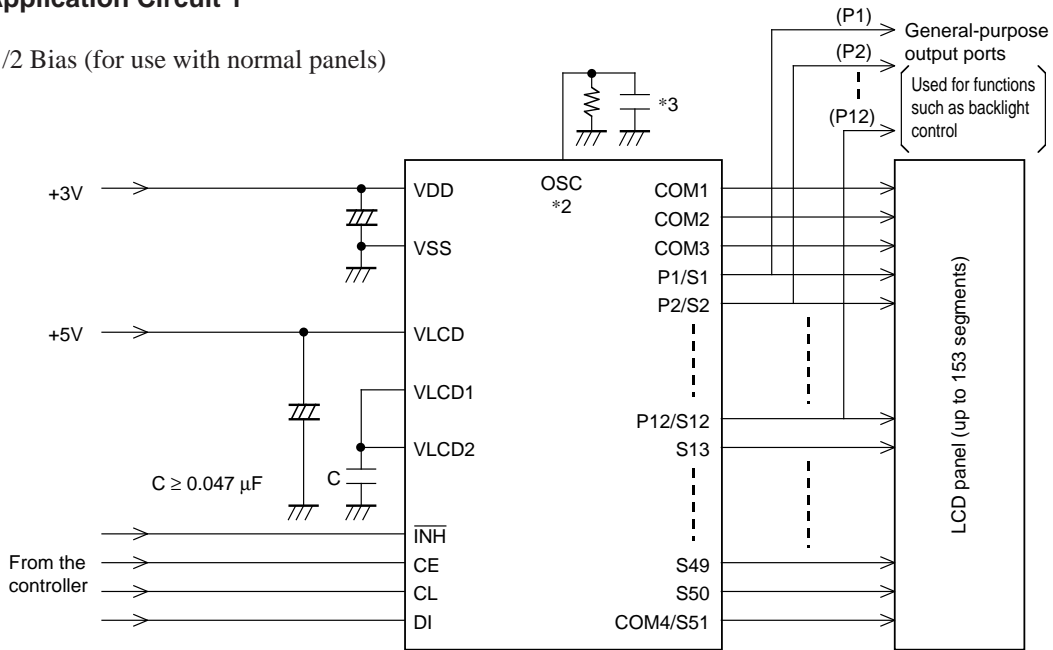 Application Circuit 1
/2 Bias (for use with normal panels)
(P1)
General-purpose
output ports
(P2)
Used for functions
such as backlight
control
(P12)
*3
+3V
VDD
OSC
*2
COM1
COM2
VSS
COM3
P1/S1
P2/S2
+5V
VLCD
VLCD1
P12/S12
VLCD2
S13
C ≥ 0.047 μF
C
LCD panel (up to 153 segments)
INH
From the
controller
CE
S49
CL
S50
DI
COM4/S51